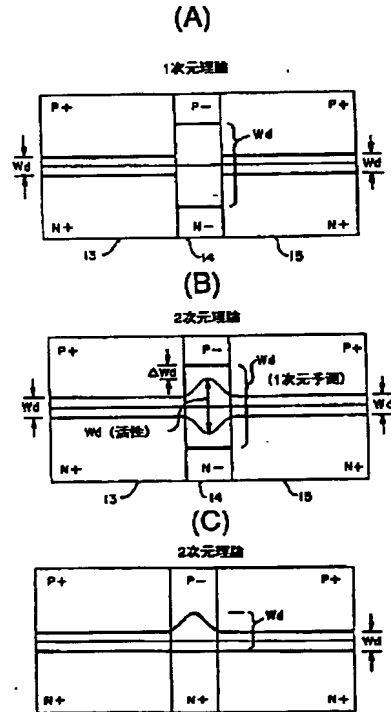 (A)
1次元理論
P+ P- P+
Wd
Wd Wd
N+ N- N+
13 14 15
(B)
2次元理論
P+ P- P+
ΔWd Wd
(1次元予測)
Wd Wd
Wd (活性)
N+ N- N+
13 14 15
(C)
2次元理論
P+ P- P+
Wd
Wd
N+ N+ N+